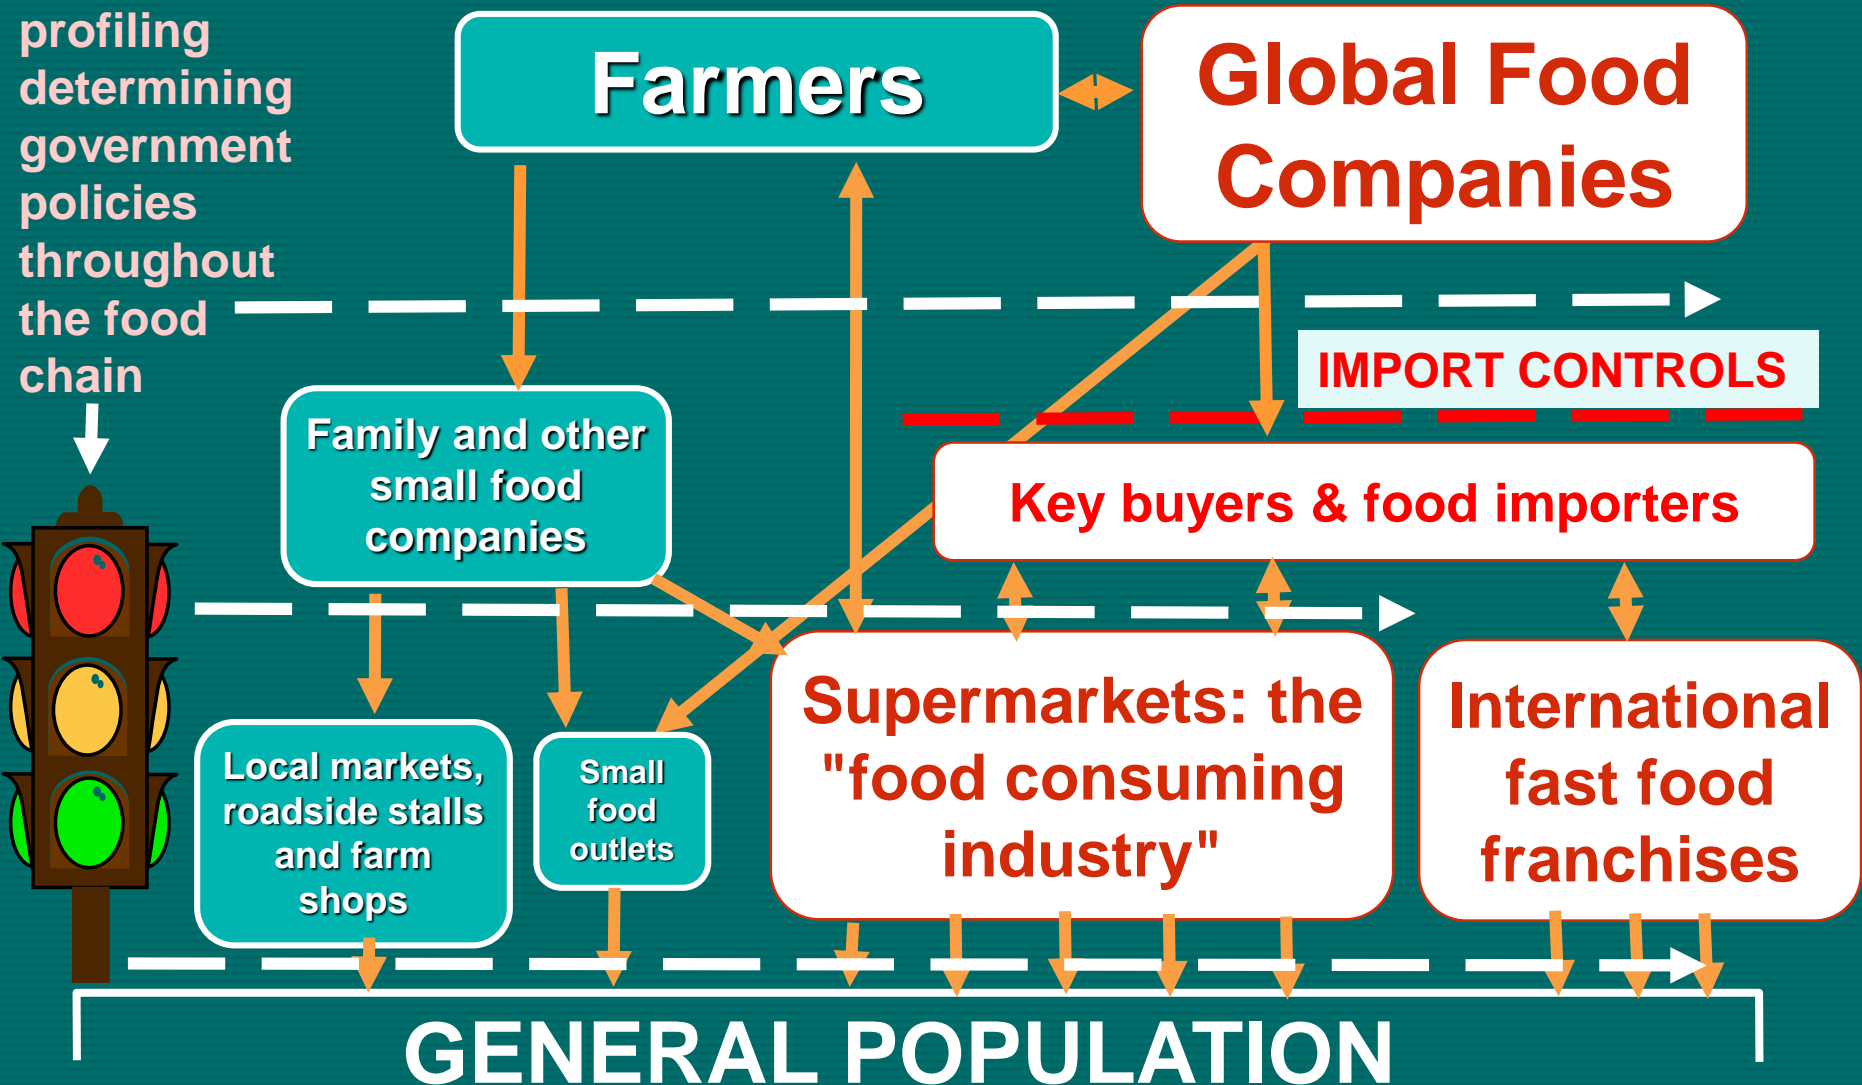 profiling
determining
government
policies
throughout
the food
chain
Farmers
Global Food
Companies
IMPORT CONTROLS
Family and other
small food
companies
Key buyers & food importers
Local markets,
roadside stalls
and farm
shops
Small
food
outlets
Supermarkets: the
"food consuming
industry"
International
fast food
franchises
GENERAL POPULATION